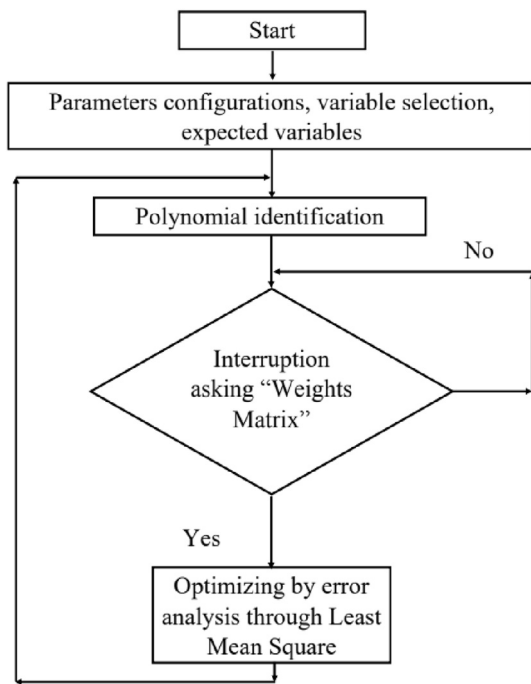 Start
Parameters configurations, variable selection,
expected variables
Polynomial identification
No
Interruption
asking “Weights
Matrix”
Yes
Optimizing by error
analysis through Least
Mean Square